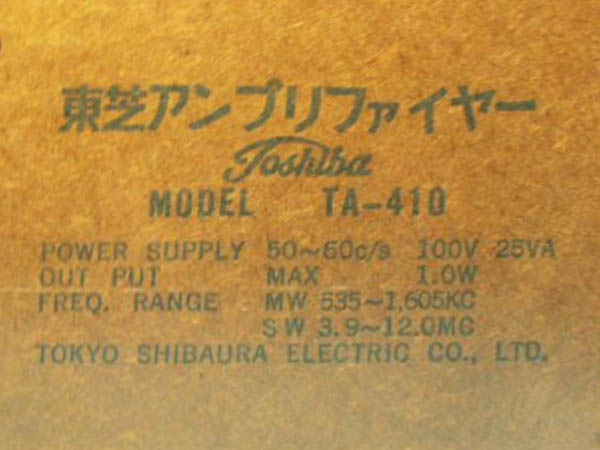 東芝アンプリファイヤー
Toshiba
MODEL TA-410
POWER SUPPLY 50~60c/s 100V 25VA
OUT PUT MAX 1.0W
FREQ. RANGE MW 535~1,605KC
SW 3.9~12.0MC
TOKYO SHIBAURA ELECTRIC CO., LTD.